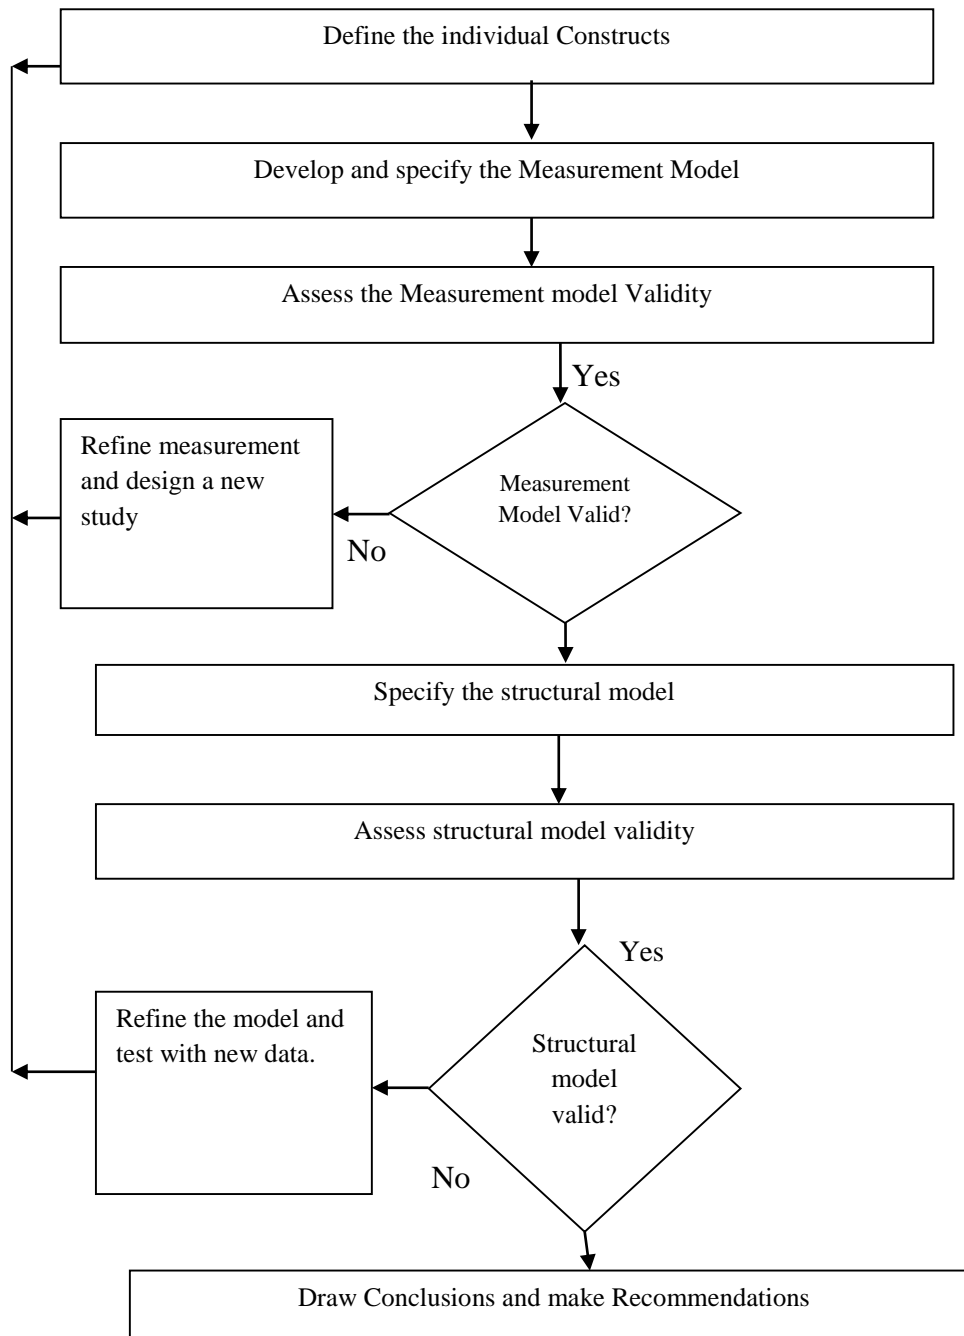 Define the individual Constructs
Develop and specify the Measurement Model
Assess the Measurement model Validity
Yes
Refine measurement
and design a new
study
Measurement
Model Valid?
No
Specify the structural model
Assess structural model validity
Yes
Refine the model and
test with new data.
Structural
model
valid?
No
Draw Conclusions and make Recommendations